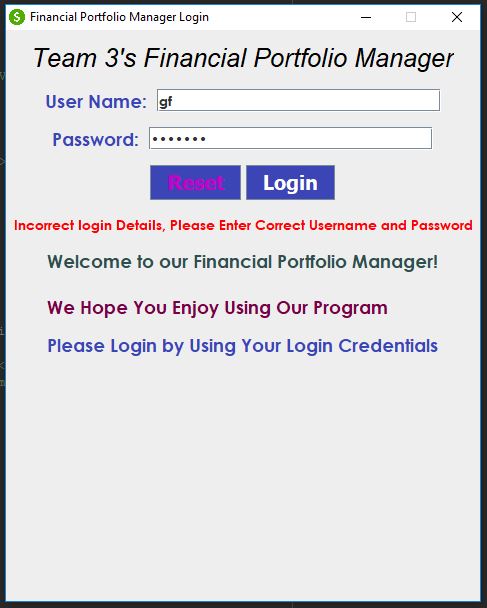 Financial Portfolio Manager Login
Team 3's Financial Portfolio Manager
User Name: gf
Password: •••••••
Reset Login
Incorrect login Details, Please Enter Correct Username and Password
Welcome to our Financial Portfolio Manager!
We Hope You Enjoy Using Our Program
Please Login by Using Your Login Credentials